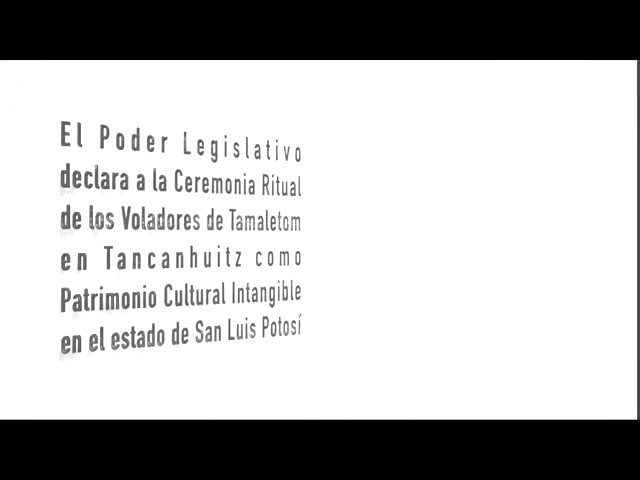 El Poder Legislativo
declara a la Ceremonia Ritual
de los Voladores de Tamaletom
en Tancanhuitz como
Patrimonio Cultural Intangible
en el estado de San Luis Potosí